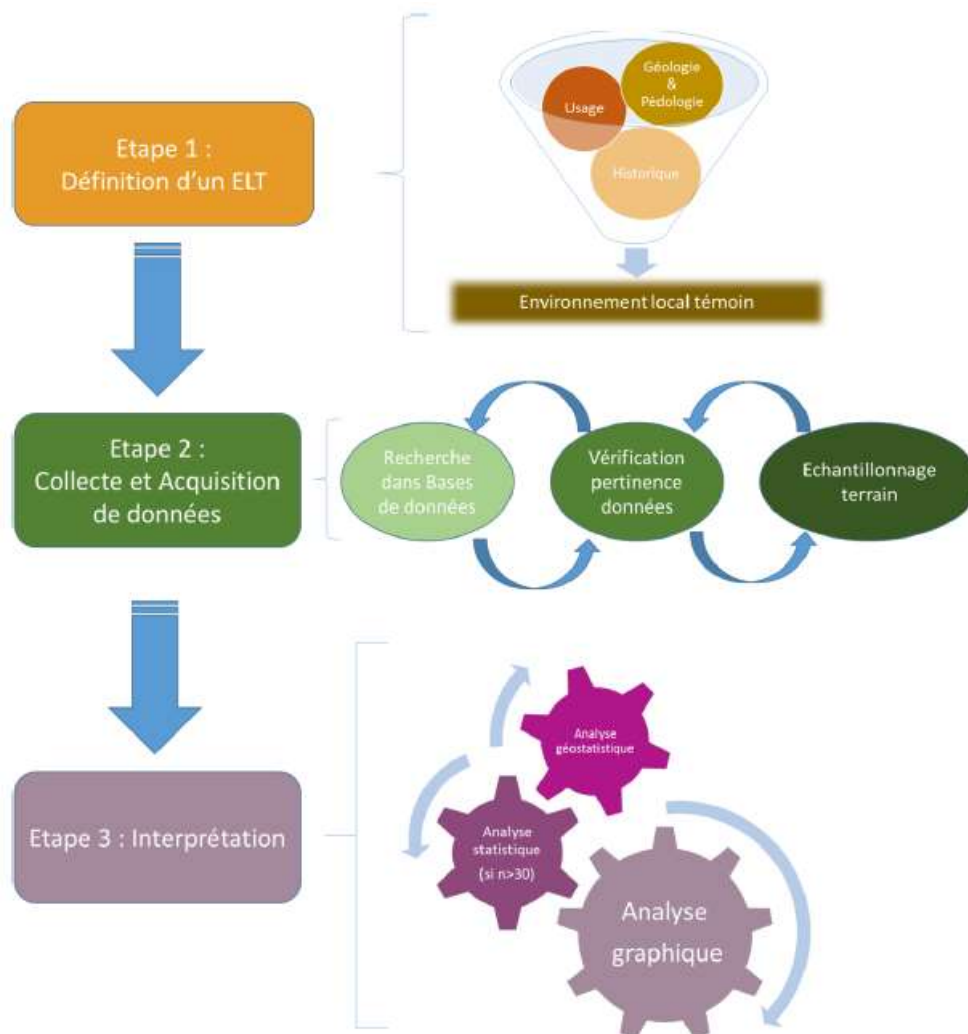 Etape 1 :
Définition d'un ELT
Usage
Géologie
&
Pédologie
Historique
Environnement local témoin
Etape 2 :
Collecte et Acquisition
de données
Recherche
dans Bases
de données
Vérification
pertinence
données
Echantillonnage
terrain
Etape 3 : Interprétation
Analyse
géostatistique
Analyse
statistique
(si n>30)
Analyse
graphique